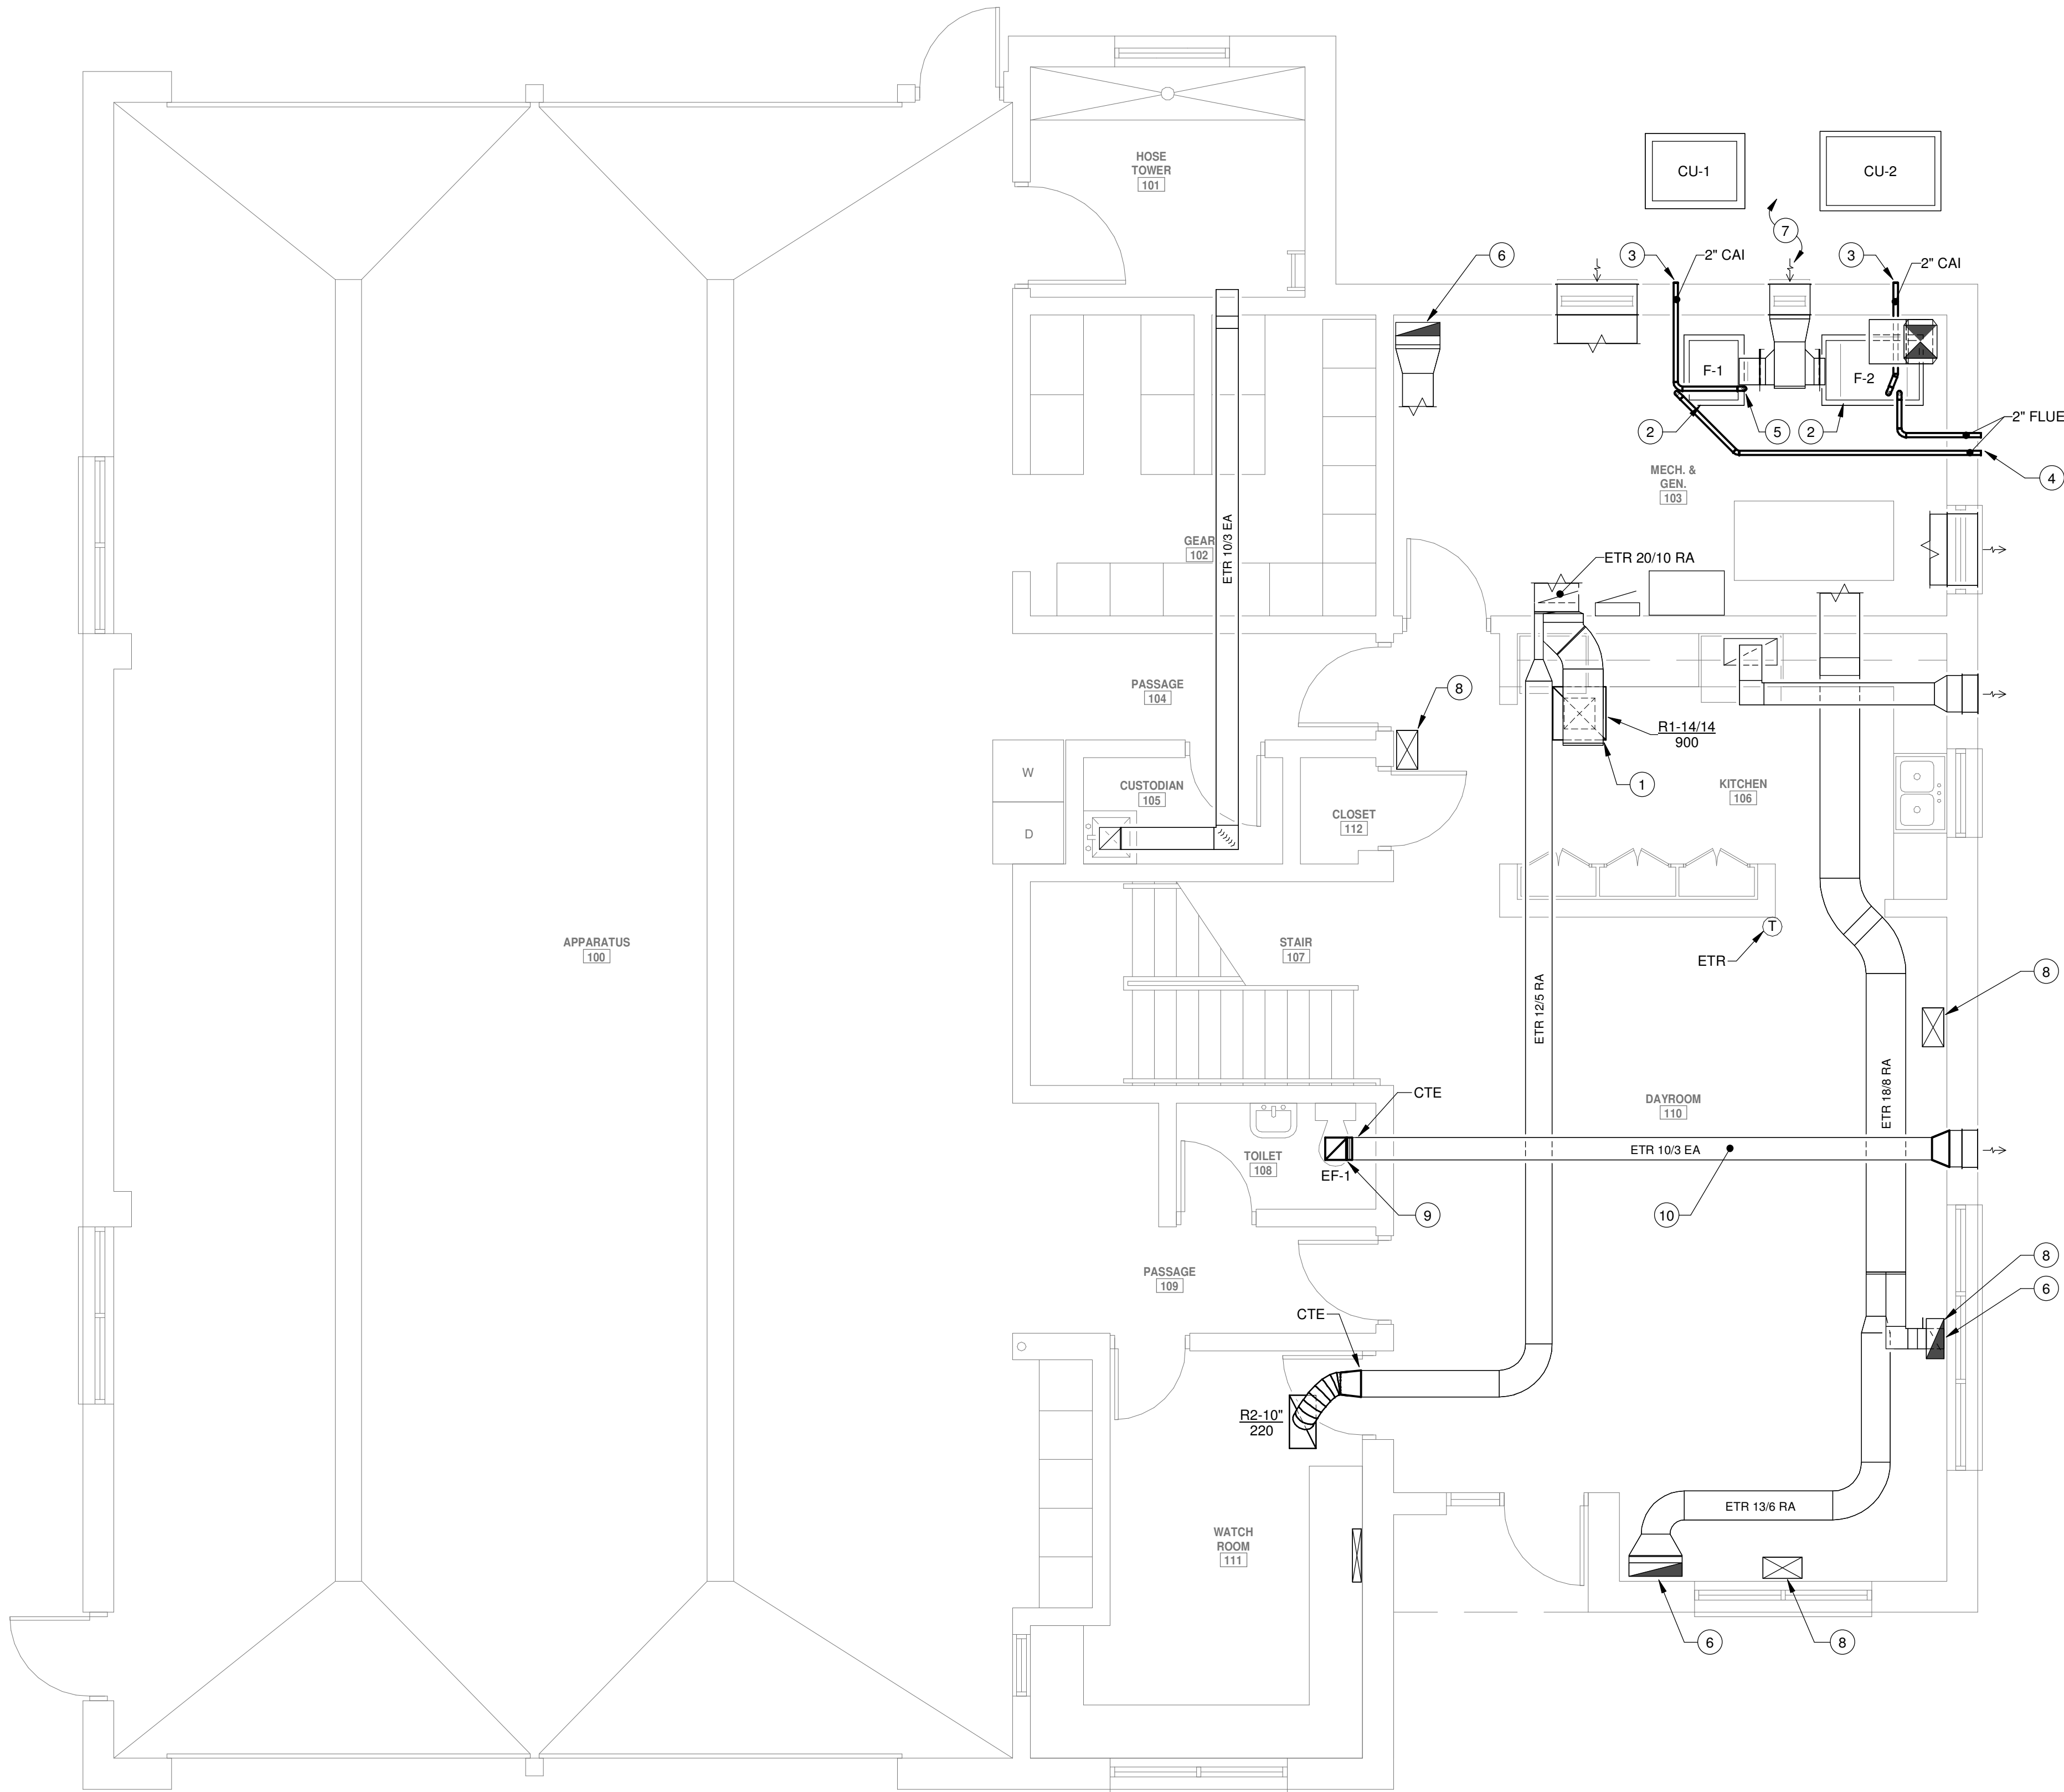 HOSE
TOWER
101
CU-1
CU-2
7
6
3
2" CAI
3
2" CAI
F-1
F-2
2
5
2
2" FLUE
4
MECH. &
GEN.
103
GEAR
102
ETR 10/3 EA
ETR 20/10 RA
PASSAGE
104
8
R1-14/14
900
1
W
D
CUSTODIAN
105
CLOSET
112
KITCHEN
106
APPARATUS
100
STAIR
107
T
ETR
8
ETR 12/5 RA
ETR 18/8 RA
CTE
DAYROOM
110
TOILET
108
EF-1
ETR 10/3 EA
9
10
PASSAGE
109
8
6
CTE
R2-10"
220
ETR 13/6 RA
WATCH
ROOM
111
6
8